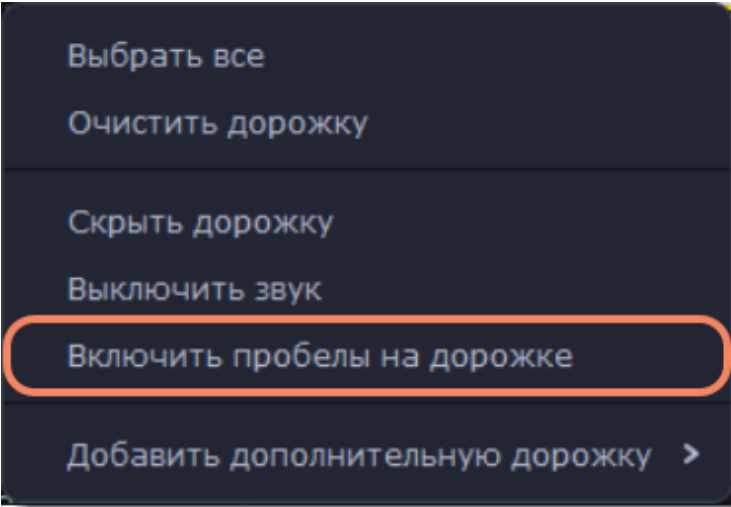 Выбрать все
Очистить дорожку
Скрыть дорожку
Выключить звук
Включить пробелы на дорожке
Добавить дополнительную дорожку